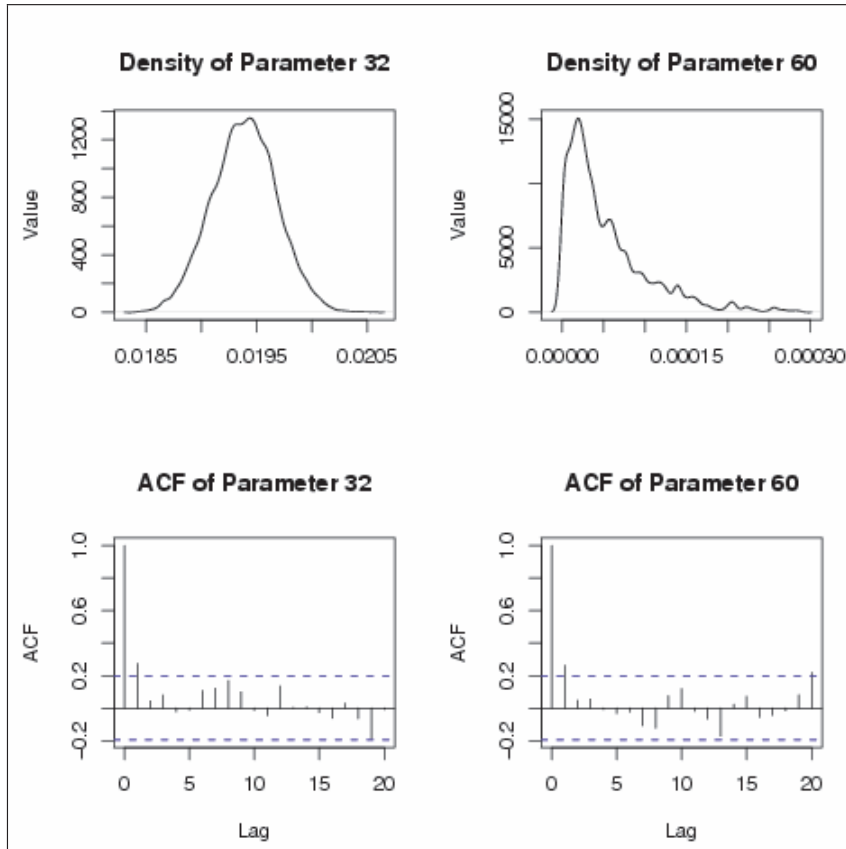 Density of Parameter 32
Value
0 400 800 1200
0.0185 0.0195 0.0205
Density of Parameter 60
Value
0 5000 15000
0.00000 0.00015 0.00030
ACF of Parameter 32
ACF
-0.2 0.2 0.6 1.0
0 5 10 15 20
Lag
ACF of Parameter 60
ACF
-0.2 0.2 0.6 1.0
0 5 10 15 20
Lag